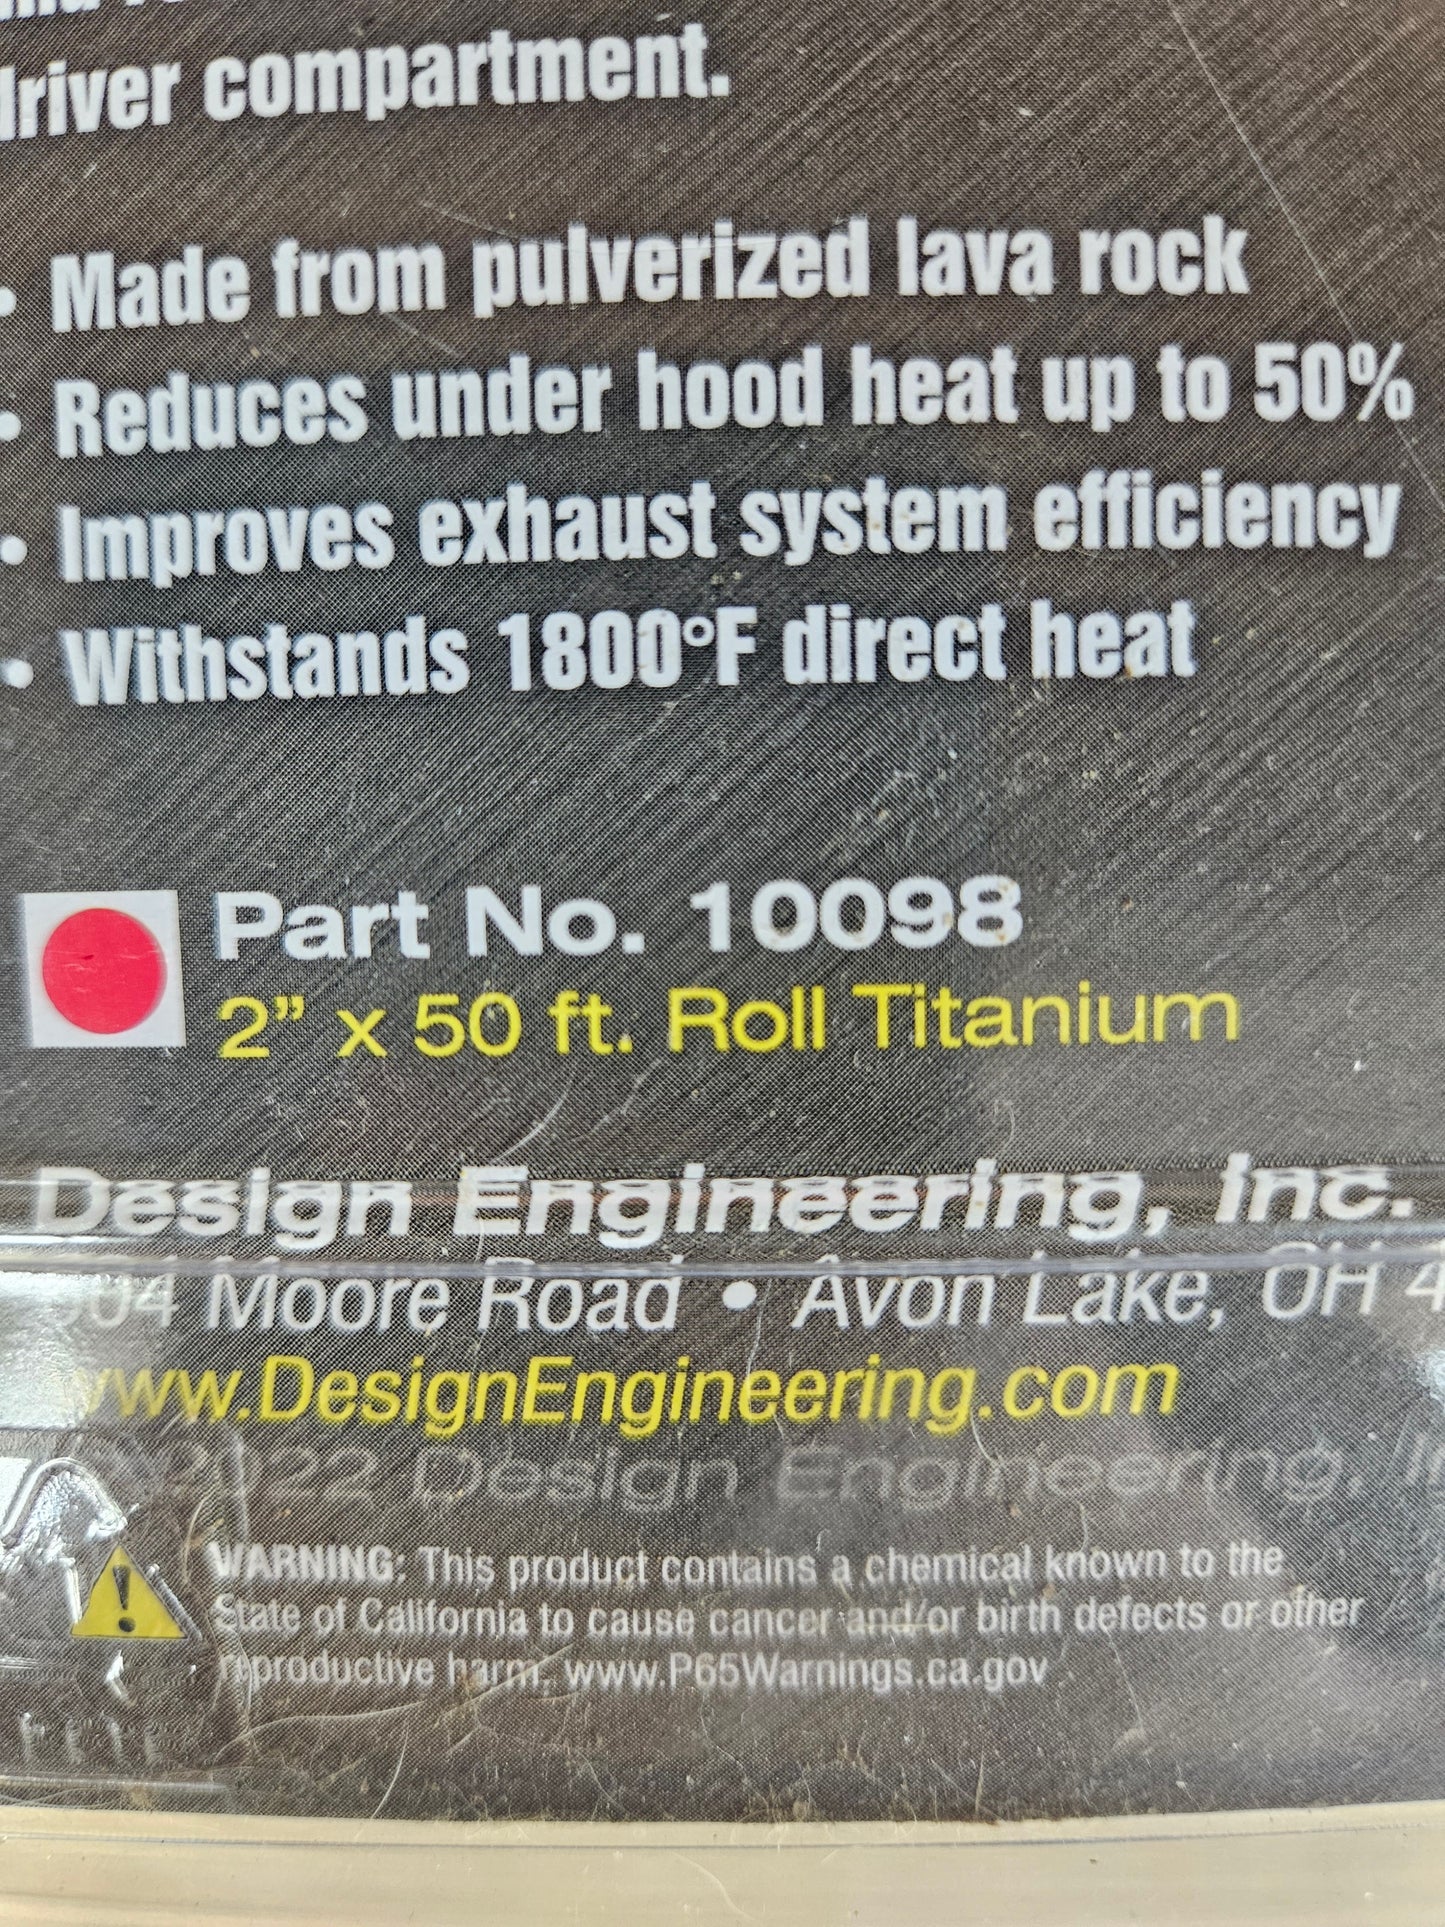 driver compartment.
• Made from pulverized lava rock
• Reduces under hood heat up to 50%
• Improves exhaust system efficiency
• Withstands 1800°F direct heat
Part No. 10098
2” x 50 ft. Roll Titanium
Design Engineering, Inc.
Moore Road • Avon Lake, OH
www.DesignEngineering.com
©2022 Design Engineering,
WARNING: This product contains a chemical known to the
State of California to cause cancer and/or birth defects or other
reproductive harm. www.P65Warnings.ca.gov